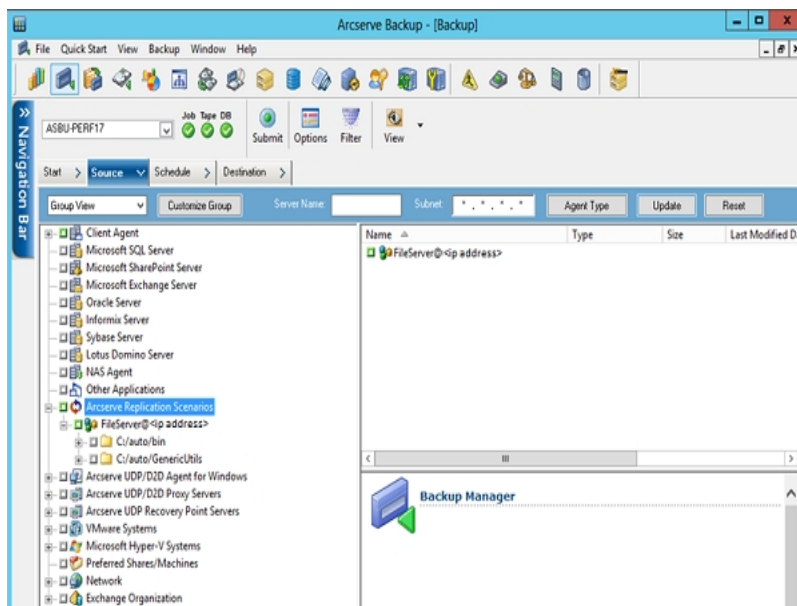 Arcserve Backup - [Backup]
File Quick Start View Backup Window Help
Navigation Bar
ASBU-PERF17
Job Tape DB
Submit Options Filter View
Start Source Schedule Destination
Group View Customize Group Server Name: Subnet: * . * . * . * Agent Type Update Reset
Client Agent
Microsoft SQL Server
Microsoft SharePoint Server
Microsoft Exchange Server
Oracle Server
Informix Server
Sybase Server
Lotus Domino Server
NAS Agent
Other Applications
Arcserve Replication Scenarios
FileServer@<ip address>
C:/auto/bin
C:/auto/GenericUtils
Arcserve UDP/D2D Agent for Windows
Arcserve UDP/D2D Proxy Servers
Arcserve UDP Recovery Point Servers
VMware Systems
Microsoft Hyper-V Systems
Preferred Shares/Machines
Network
Exchange Organization
Name Type Size Last Modified D
FileServer@<ip address>
Backup Manager